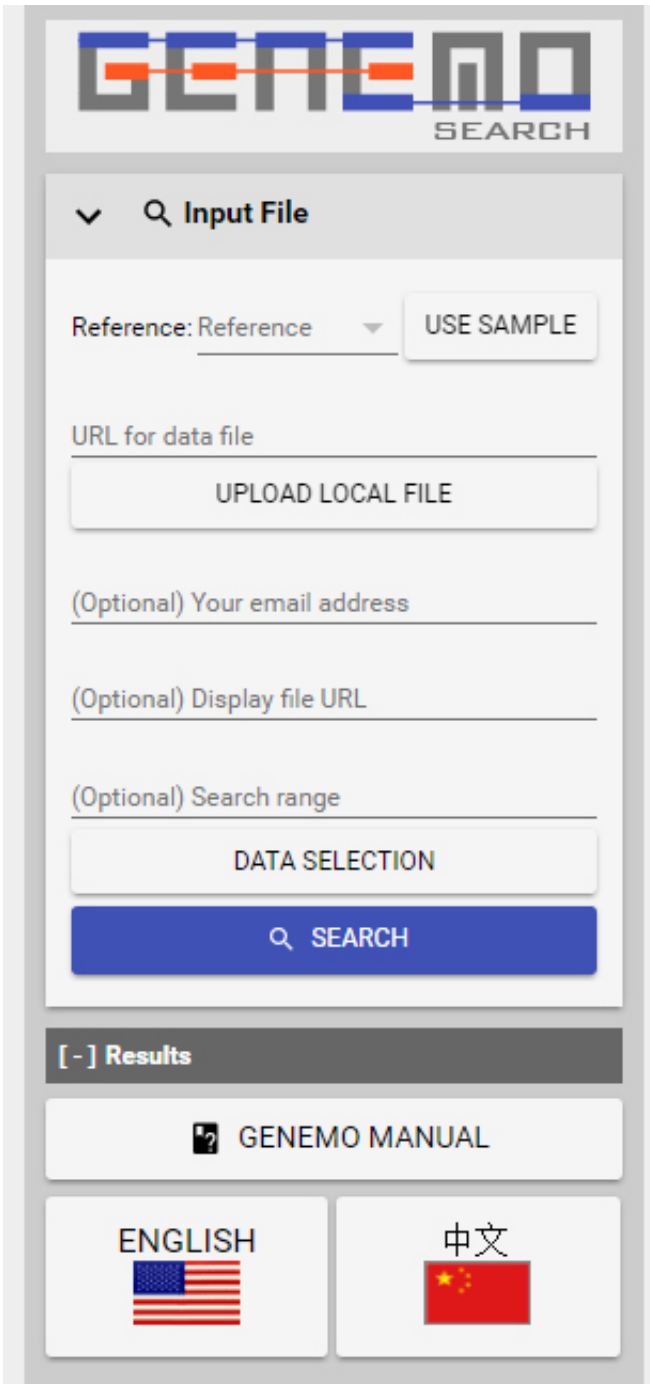 GENEMO
SEARCH
Input File
Reference: Reference USE SAMPLE
URL for data file
UPLOAD LOCAL FILE
(Optional) Your email address
(Optional) Display file URL
(Optional) Search range
DATA SELECTION
SEARCH
[-] Results
GENEMO MANUAL
ENGLISH 中文